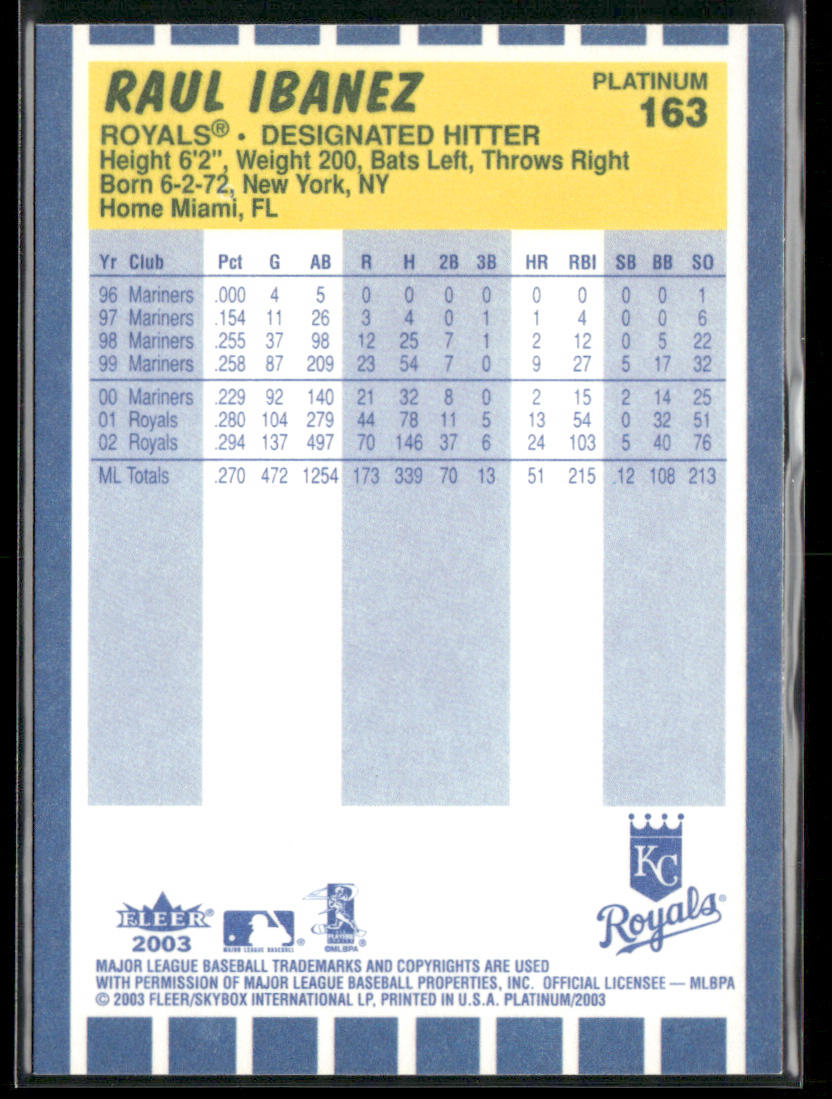 RAUL IBANEZ
PLATINUM
163
ROYALS® • DESIGNATED HITTER
Height 6'2", Weight 200, Bats Left, Throws Right
Born 6-2-72, New York, NY
Home Miami, FL
Yr Club Pct G AB R H 2B 3B HR RBI SB BB SO
96 Mariners .000 4 5 0 0 0 0 0 0 0 0 1
97 Mariners .154 11 26 3 4 0 1 1 4 0 0 6
98 Mariners .255 37 98 12 25 7 1 2 12 0 5 22
99 Mariners .258 87 209 23 54 7 0 9 27 5 17 32
00 Mariners .229 92 140 21 32 8 0 2 15 2 14 25
01 Royals .280 104 279 44 78 11 5 13 54 0 32 51
02 Royals .294 137 497 70 146 37 6 24 103 5 40 76
ML Totals .270 472 1254 173 339 70 13 51 215 .12 108 213
KC
Royals®
FLEER®
2003
MAJOR LEAGUE BASEBALL
®
PLAYERS
CHOICE
®
©MLBPA
MAJOR LEAGUE BASEBALL TRADEMARKS AND COPYRIGHTS ARE USED
WITH PERMISSION OF MAJOR LEAGUE BASEBALL PROPERTIES, INC. OFFICIAL LICENSEE — MLBPA
© 2003 FLEER/SKYBOX INTERNATIONAL LP, PRINTED IN U.S.A. PLATINUM/2003